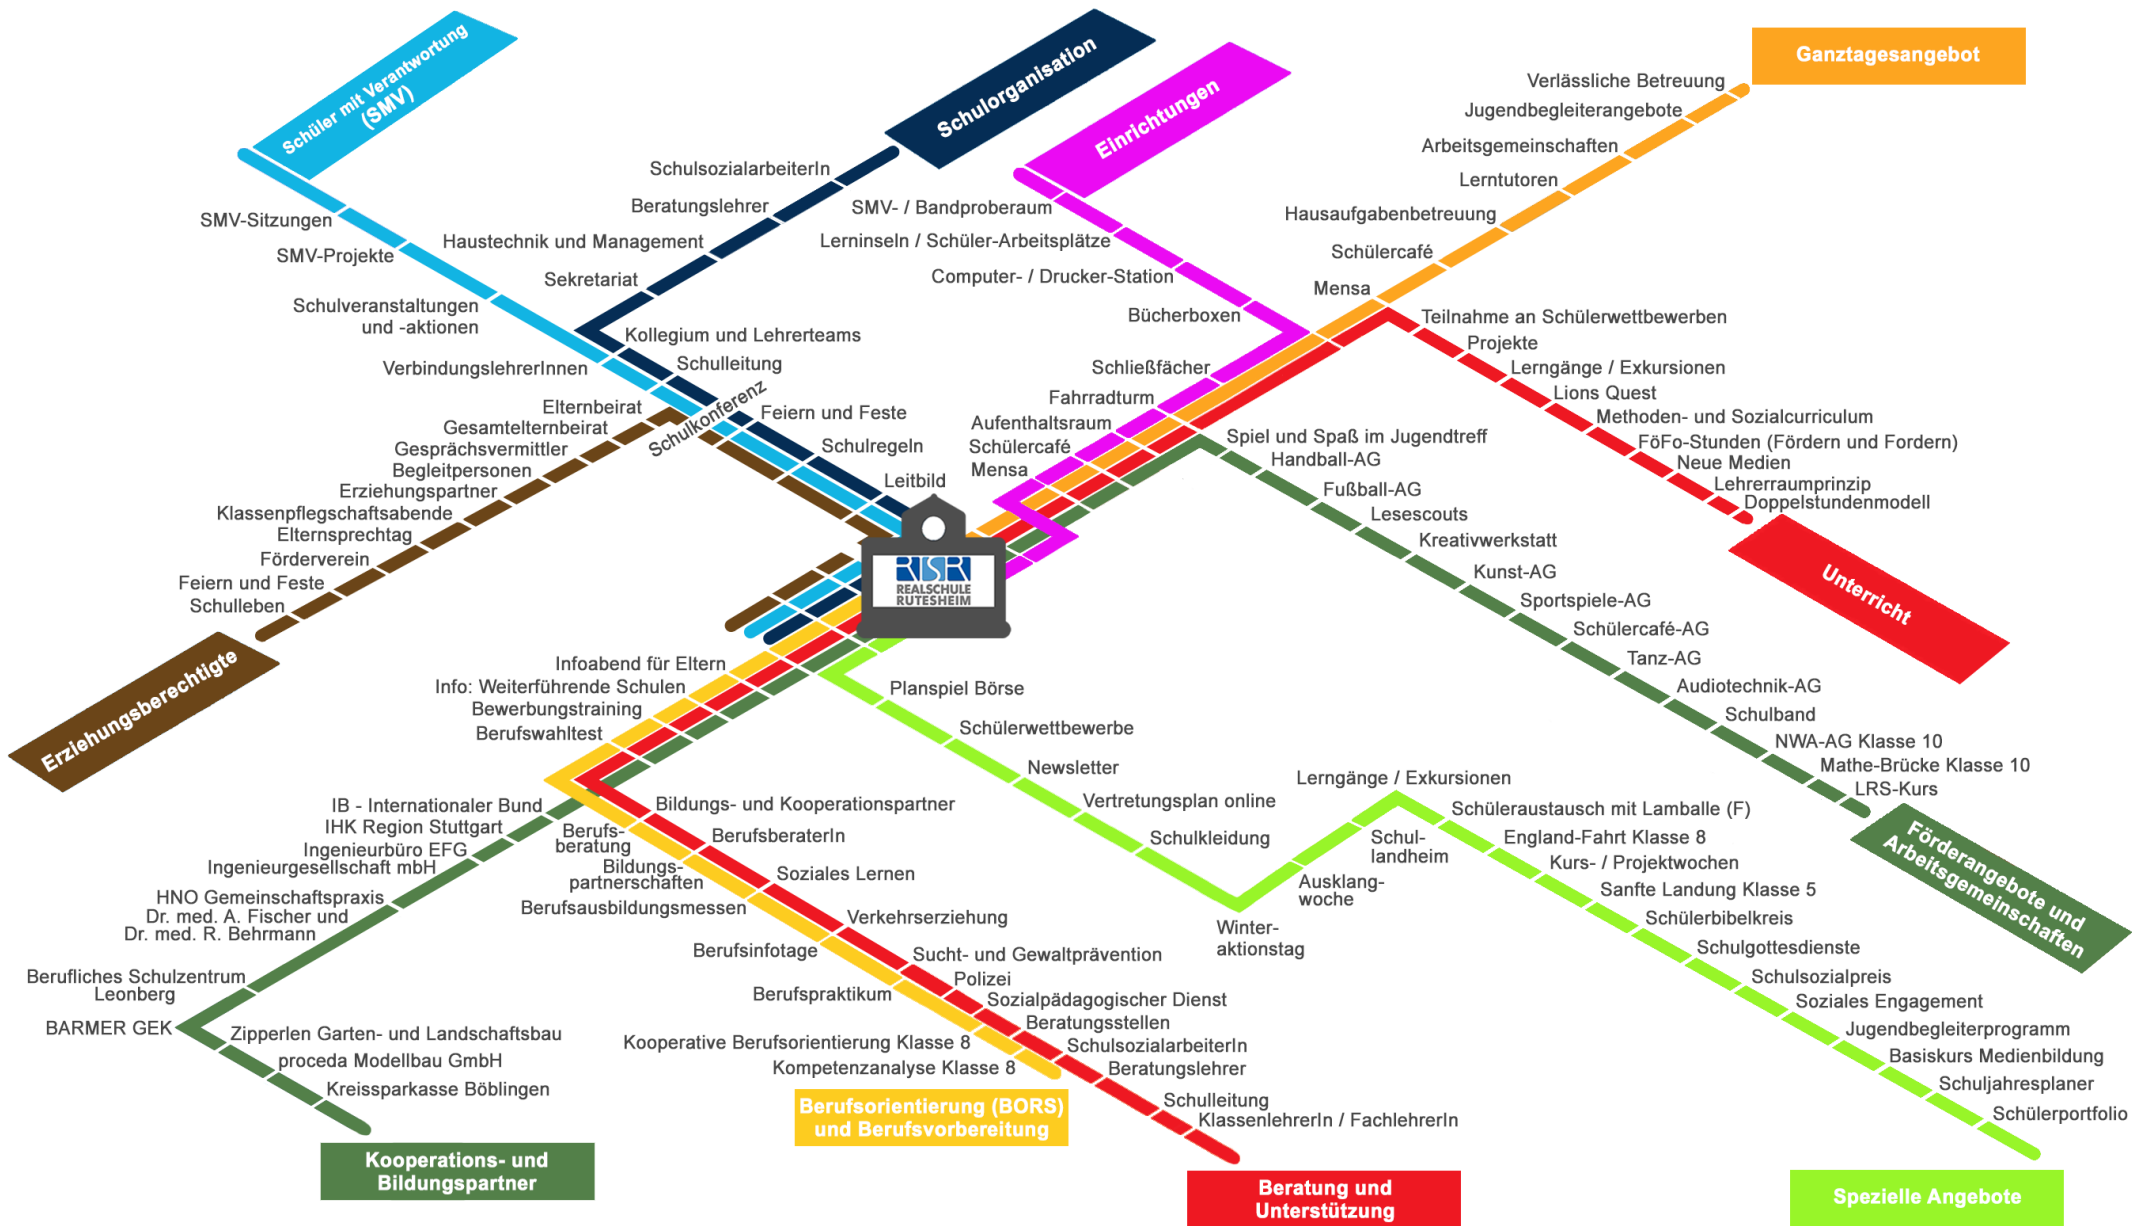 Schüler mit Verantwortung
(SMV)
SMV-Sitzungen
SMV-Projekte
Schulveranstaltungen
und -aktionen
VerbindungslehrerInnen
Schulorganisation
SchulsozialarbeiterIn
Beratungslehrer
Haustechnik und Management
Sekretariat
Kollegium und Lehrerteams
Schulleitung
Schulkonferenz
Feiern und Feste
Schulregeln
Leitbild
Einrichtungen
SMV- / Bandproberaum
Lerninseln / Schüler-Arbeitsplätze
Computer- / Drucker-Station
Bücherboxen
Schließfächer
Fahrradturm
Aufenthaltsraum
Schülercafé
Mensa
Ganztagesangebot
Verlässliche Betreuung
Jugendbegleiterangebote
Arbeitsgemeinschaften
Lerntutoren
Hausaufgabenbetreuung
Schülercafé
Mensa
Teilnahme an Schülerwettbewerben
Projekte
Lerngänge / Exkursionen
Lions Quest
Methoden- und Sozialcurriculum
FöFo-Stunden (Fördern und Fordern)
Neue Medien
Lehrerraumprinzip
Doppelstundenmodell
Unterricht
Elternbeirat
Gesamtelternbeirat
Gesprächsvermittler
Begleitpersonen
Erziehungspartner
Klassenpflegschaftsabende
Elternsprechtag
Förderverein
Feiern und Feste
Schulleben
Erziehungsberechtigte
RSR
REALSCHULE
RUTESHEIM
Spiel und Spaß im Jugendtreff
Handball-AG
Fußball-AG
Lesescouts
Kreativwerkstatt
Kunst-AG
Sportspiele-AG
Schülercafé-AG
Tanz-AG
Audiotechnik-AG
Schulband
NWA-AG Klasse 10
Mathe-Brücke Klasse 10
LRS-Kurs
Förderangebote und
Arbeitsgemeinschaften
Infoabend für Eltern
Info: Weiterführende Schulen
Bewerbungstraining
Berufswahltest
Berufs-
beratung
Bildungs-
partnerschaften
Berufsausbildungsmessen
Berufsinfotage
Berufspraktikum
Kooperative Berufsorientierung Klasse 8
Kompetenzanalyse Klasse 8
Berufsorientierung (BORS)
und Berufsvorbereitung
IB - Internationaler Bund
IHK Region Stuttgart
Ingenieurbüro EFG
Ingenieurgesellschaft mbH
HNO Gemeinschaftspraxis
Dr. med. A. Fischer und
Dr. med. R. Behrmann
Berufliches Schulzentrum
Leonberg
BARMER GEK
Zipperlen Garten- und Landschaftsbau
proceda Modellbau GmbH
Kreissparkasse Böblingen
Kooperations- und
Bildungspartner
Bildungs- und Kooperationspartner
BerufsberaterIn
Soziales Lernen
Verkehrserziehung
Sucht- und Gewaltprävention
Polizei
Sozialpädagogischer Dienst
Beratungsstellen
SchulsozialarbeiterIn
Beratungslehrer
Schulleitung
KlassenlehrerIn / FachlehrerIn
Beratung und
Unterstützung
Planspiel Börse
Schülerwettbewerbe
Newsletter
Vertretungsplan online
Schulkleidung
Winter-
aktionstag
Ausklang-
woche
Schul-
landheim
Lerngänge / Exkursionen
Schüleraustausch mit Lamballe (F)
England-Fahrt Klasse 8
Kurs- / Projektwochen
Sanfte Landung Klasse 5
Schülerbibelkreis
Schulgottesdienste
Schulsozialpreis
Soziales Engagement
Jugendbegleiterprogramm
Basiskurs Medienbildung
Schuljahresplaner
Schülerportfolio
Spezielle Angebote